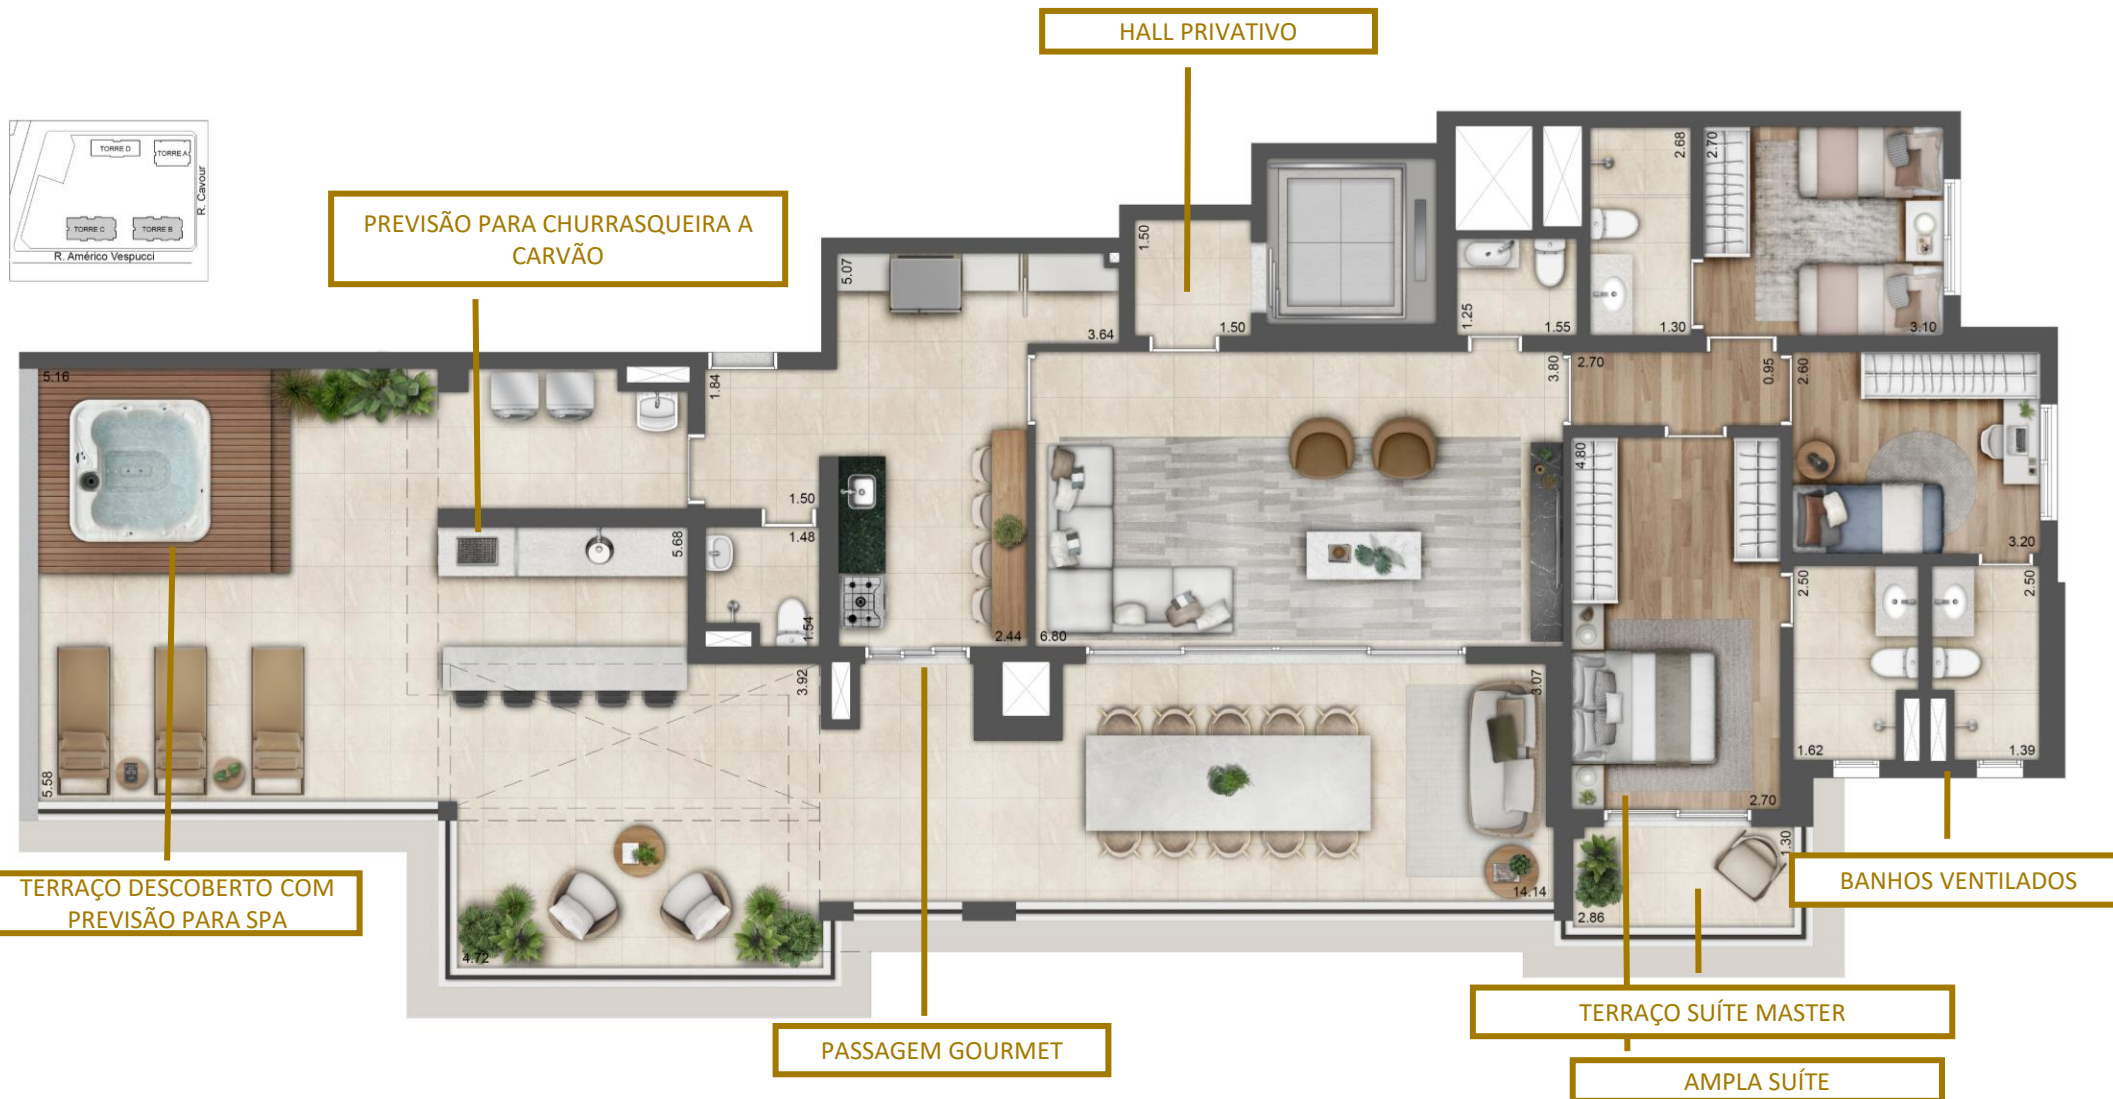 HALL PRIVATIVO
TORRE D
TORRE A
R. Cavour
TORRE C
TORRE B
R. Américo Vespucci
PREVISÃO PARA CHURRASQUEIRA A
CARVÃO
5.07
3.64
1.50
1.50
1.25
1.55
2.68
1.30
2.70
3.10
5.16
1.84
3.80
2.70
0.95
2.60
4.80
1.50
1.48
5.68
1.54
2.44
6.80
3.20
2.50
2.50
3.92
3.07
1.62
1.39
5.58
2.70
1.30
14.14
2.86
4.72
TERRAÇO DESCOBERTO COM
PREVISÃO PARA SPA
BANHOS VENTILADOS
TERRAÇO SUÍTE MASTER
PASSAGEM GOURMET
AMPLA SUÍTE